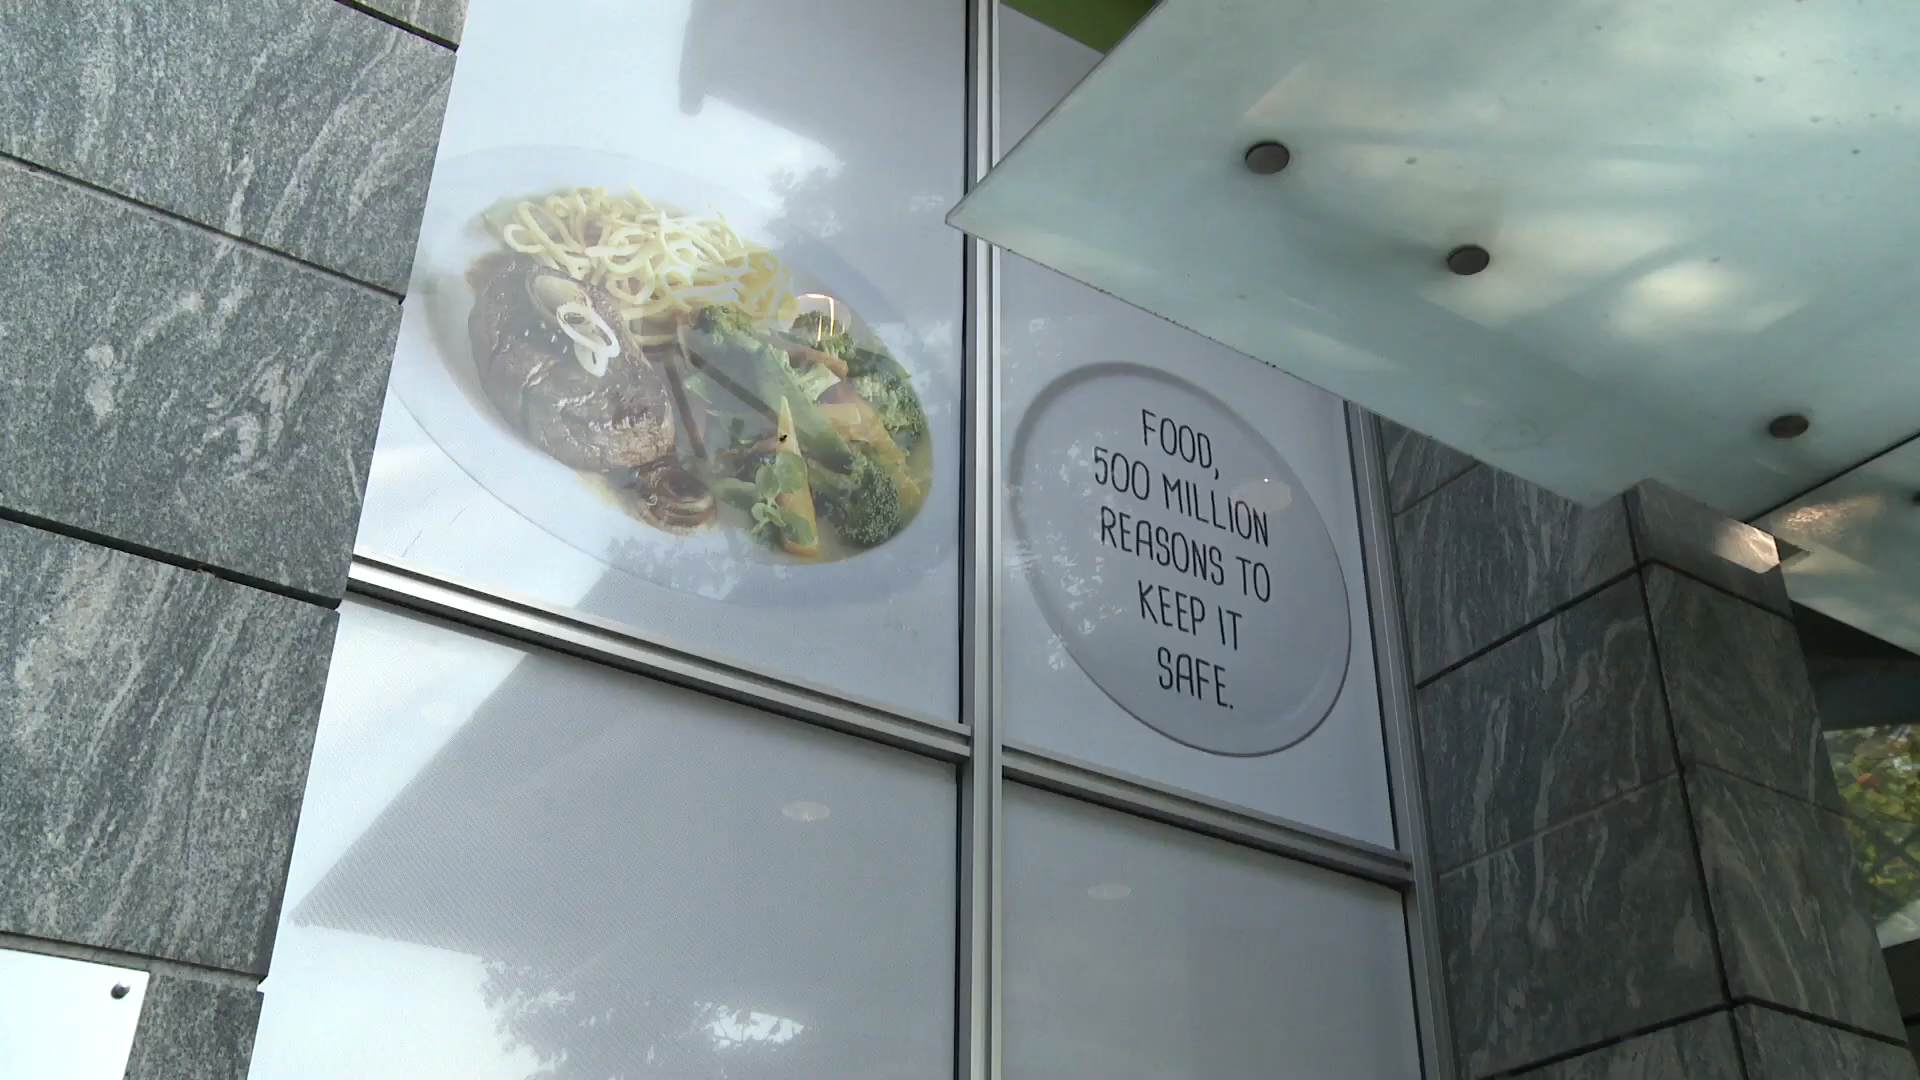 FOOD,
500 MILLION
REASONS TO
KEEP IT
SAFE.